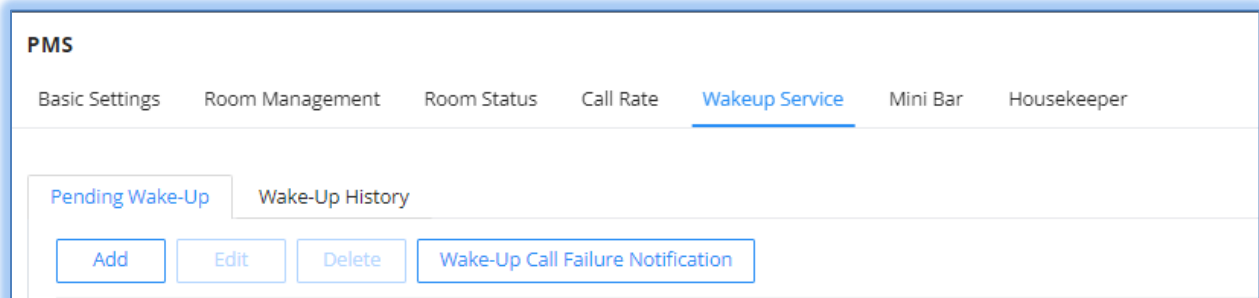 PMS
Basic Settings Room Management Room Status Call Rate Wakeup Service Mini Bar Housekeeper
Pending Wake-Up Wake-Up History
Add Edit Delete Wake-Up Call Failure Notification